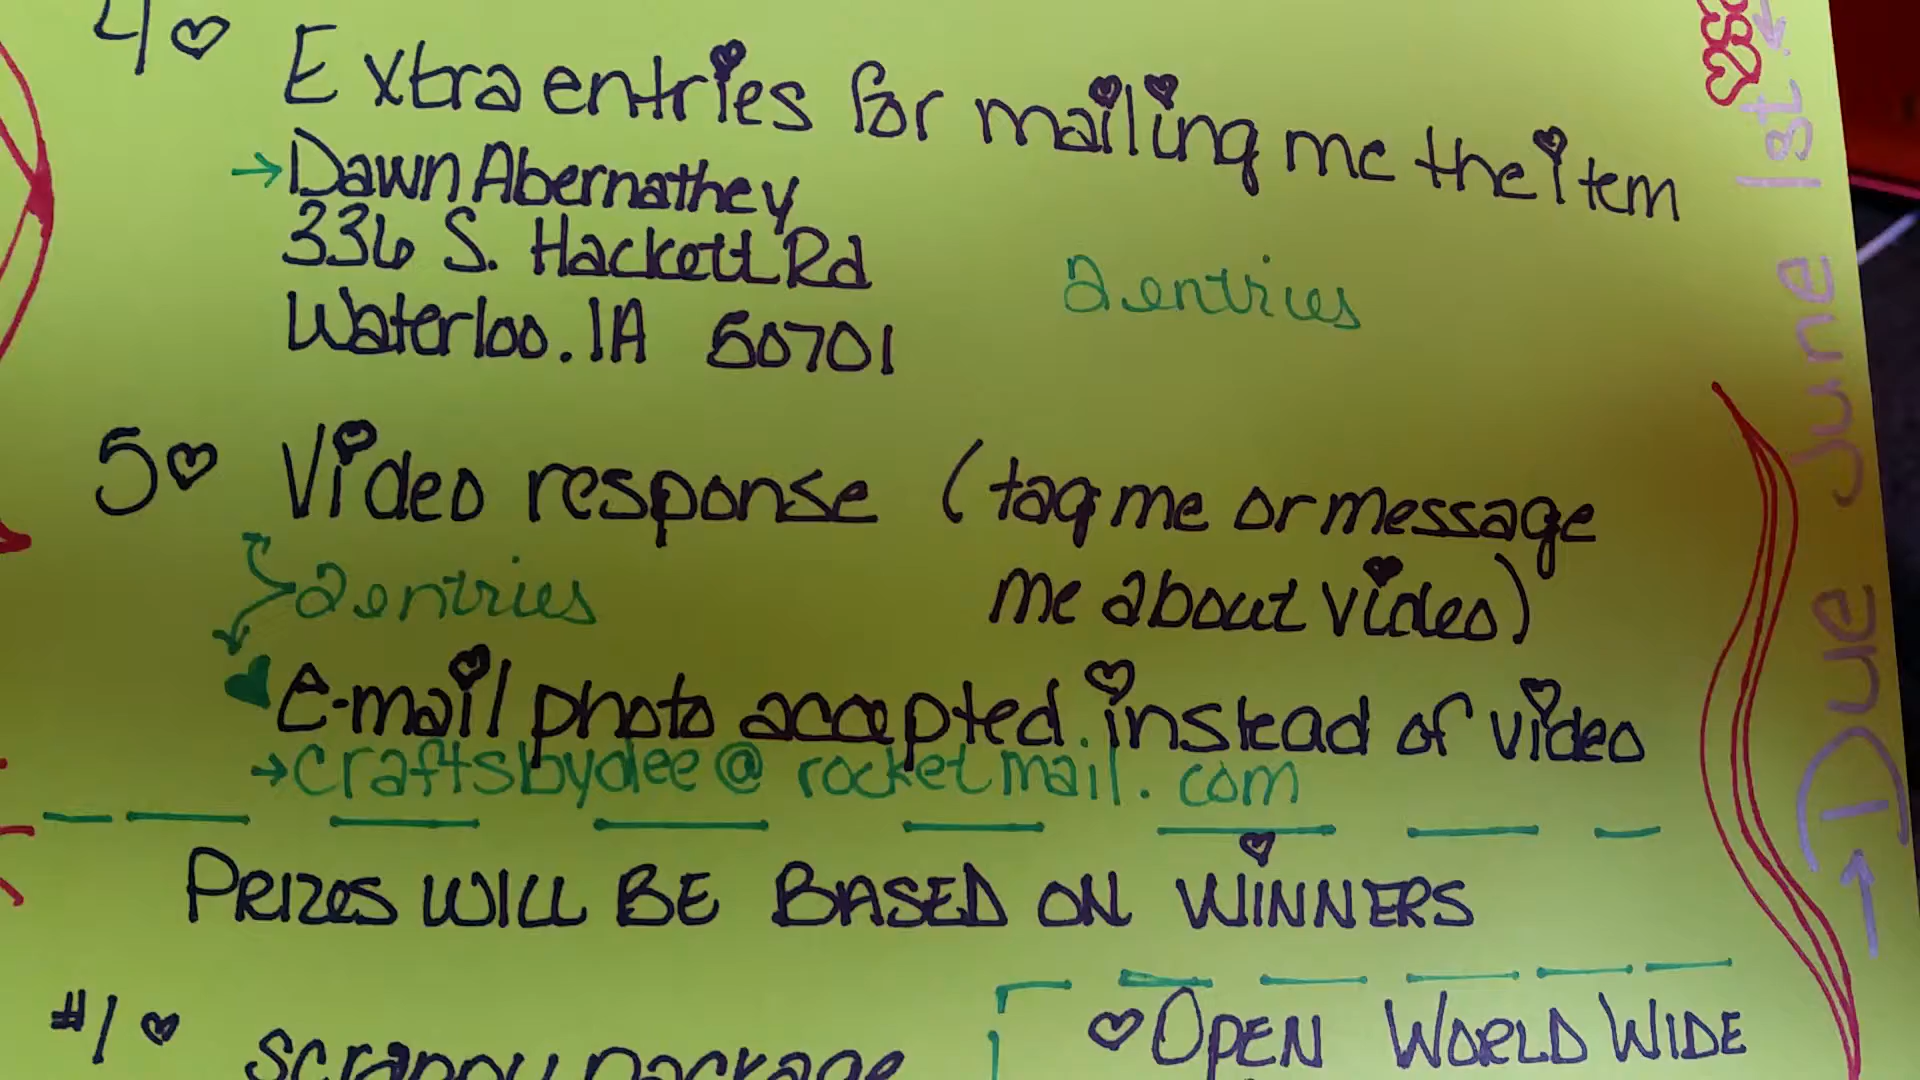 4♡ Extra entries for mailing me the item
→Dawn Abernathey
336 S. Hackett Rd
Waterloo. IA 50701
2 entries
5♡ Video response (tag me or message
me about video)
2 entries
E-mail photo accepted. instead of video
→craftsbydee@rocketmail.com
PRIZES WILL BE BASED ON WINNERS
#1♡ scrappy package
♡OPEN WORLD WIDE
→Due June 1st.